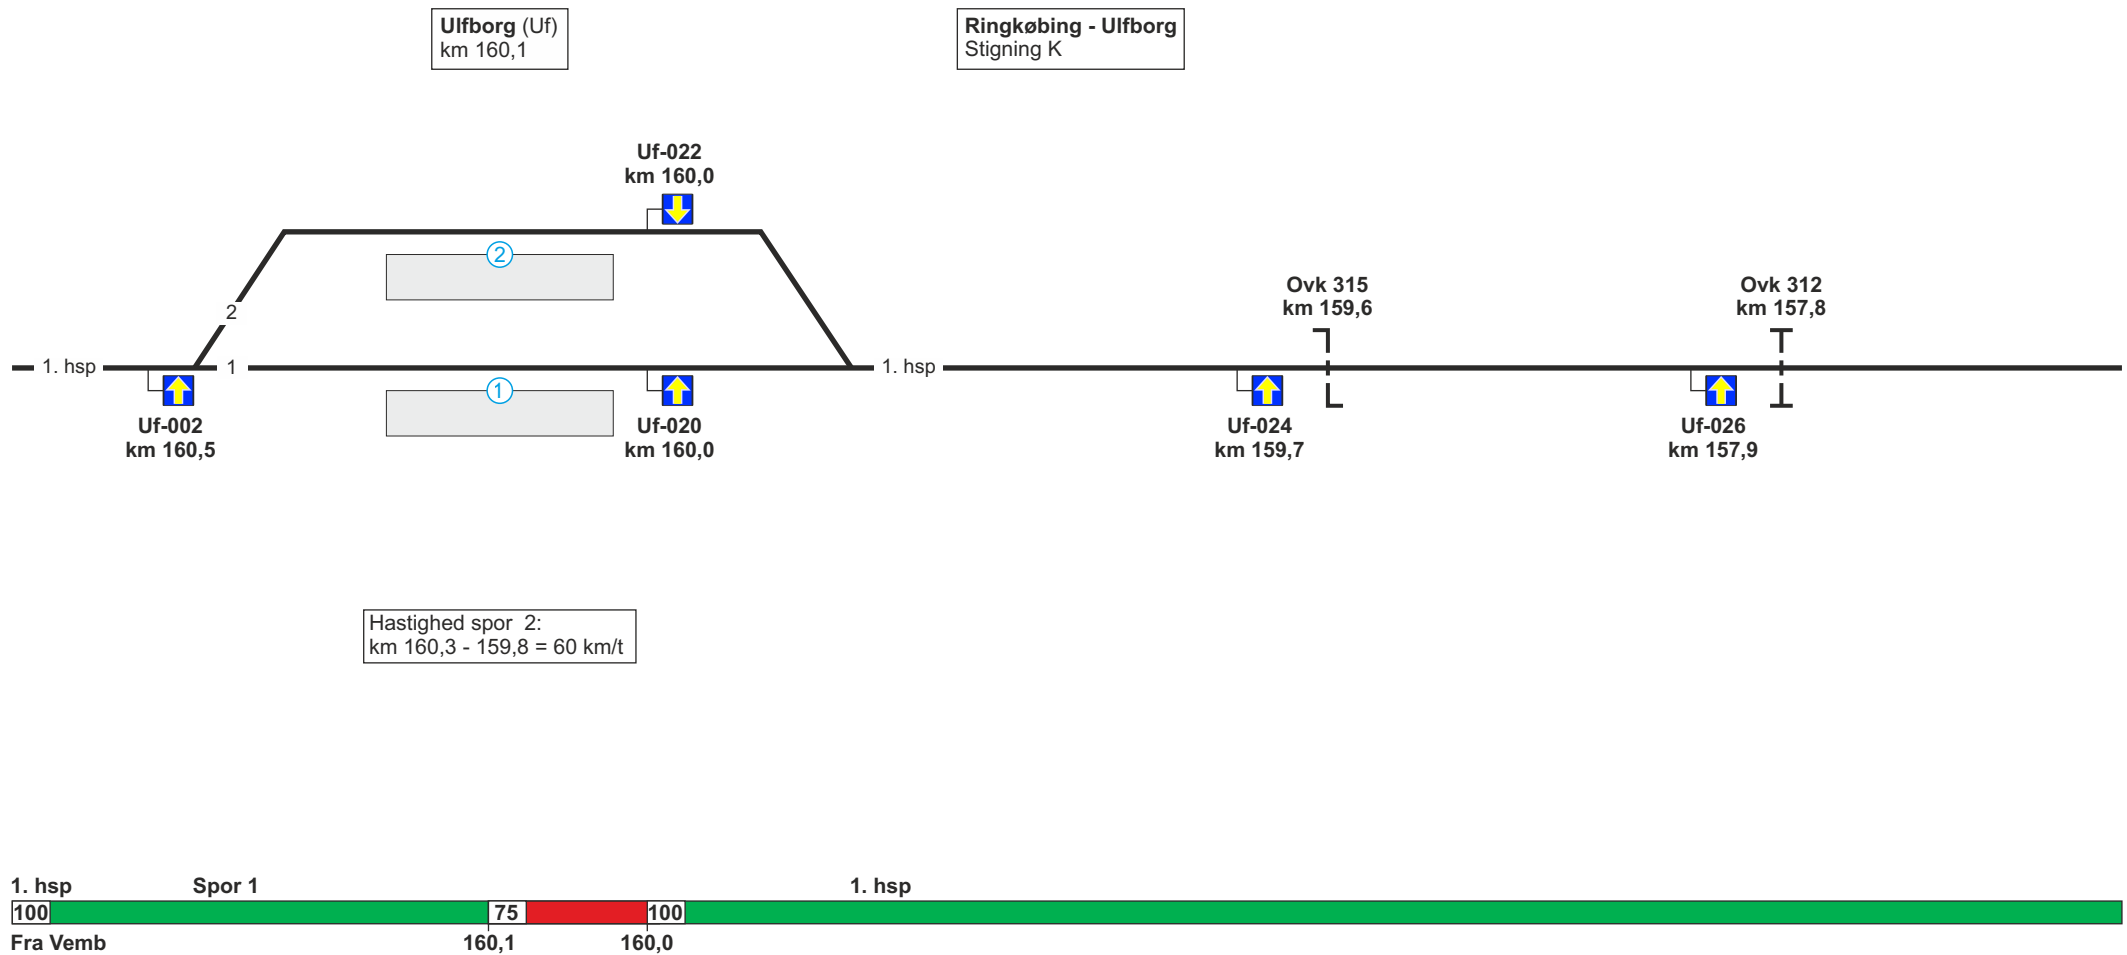 Ulfborg (Uf)
km 160,1
Ringkøbing - Ulfborg
Stigning K
Uf-022
km 160,0
2
Ovk 315
km 159,6
Ovk 312
km 157,8
2
1. hsp
1
1. hsp
1
Uf-002
km 160,5
Uf-020
km 160,0
Uf-024
km 159,7
Uf-026
km 157,9
Hastighed spor 2:
km 160,3 - 159,8 = 60 km/t
1. hsp
Spor 1
1. hsp
100
75
100
Fra Vemb
160,1
160,0